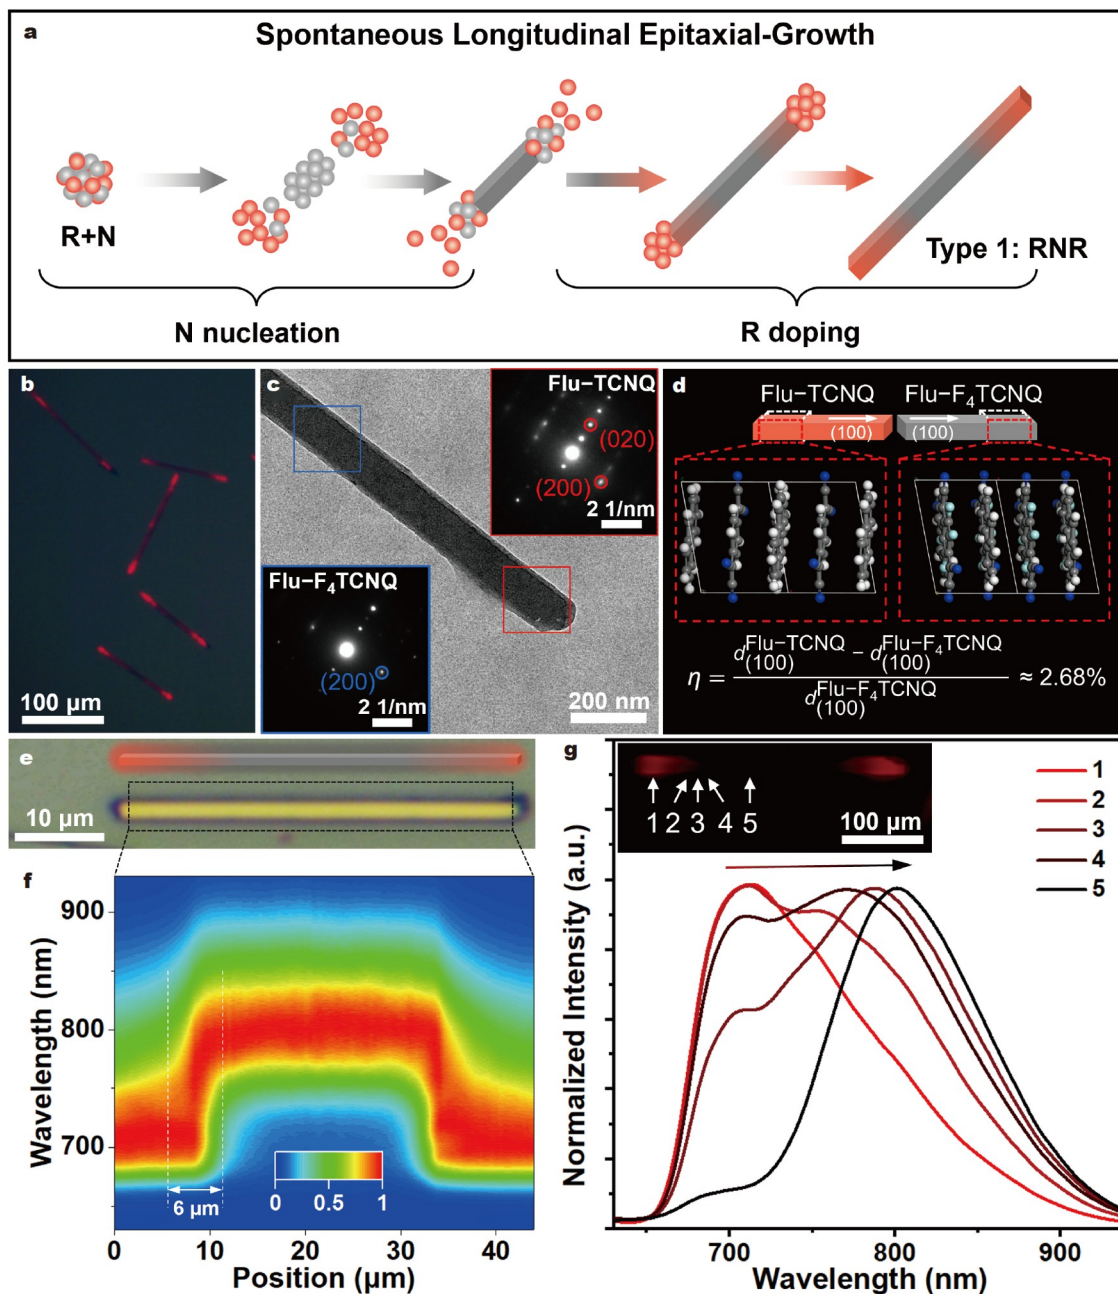 a
Spontaneous Longitudinal Epitaxial-Growth
R+N
Type 1: RNR
N nucleation
R doping
b
100 µm
c
Flu–TCNQ
(020)
(200)
2 1/nm
Flu–F₄TCNQ
(200)
2 1/nm
200 nm
d
Flu–TCNQ
Flu–F₄TCNQ
(100)
(100)
η = (d(100)^Flu–TCNQ − d(100)^Flu–F₄TCNQ) / d(100)^Flu–F₄TCNQ ≈ 2.68%
e
10 µm
f
Wavelength (nm)
900
800
700
6 µm
0 0.5 1
0 10 20 30 40
Position (µm)
g
1 2 3 4 5
100 µm
1
2
3
4
5
Normalized Intensity (a.u.)
700 800 900
Wavelength (nm)